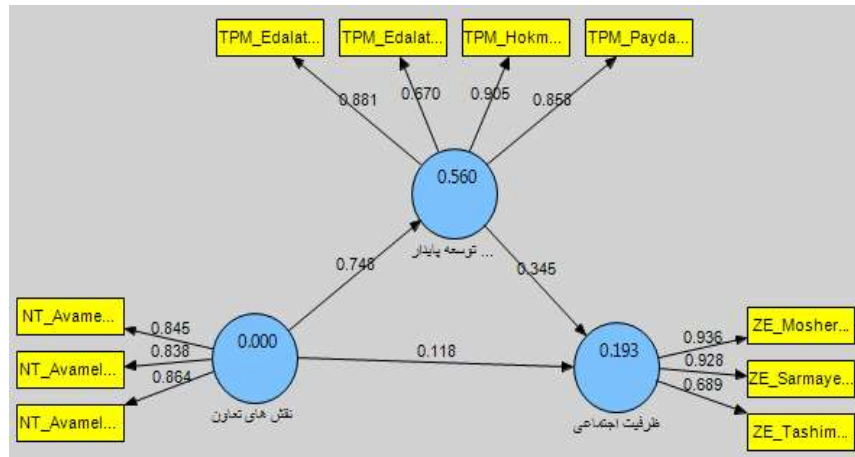 TPM_Edalat...
TPM_Edalat...
TPM_Hokm...
TPM_Payda...
0.881
0.670
0.905
0.858
0.560
توسعه پایدار ...
0.748
0.345
NT_Avame...
NT_Avamel...
NT_Avamel...
0.845
0.838
0.864
0.000
نقش های تعاون
0.118
0.193
ظرفیت اجتماعی
0.936
0.928
0.689
ZE_Mosher...
ZE_Sarmaye...
ZE_Tashim...